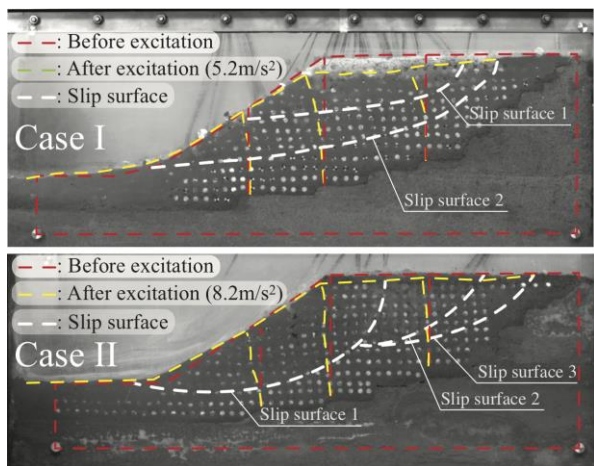 : Before excitation
: After excitation (5.2m/s²)
: Slip surface
Case I
Slip surface 1
Slip surface 2
: Before excitation
: After excitation (8.2m/s²)
: Slip surface
Case II
Slip surface 3
Slip surface 2
Slip surface 1